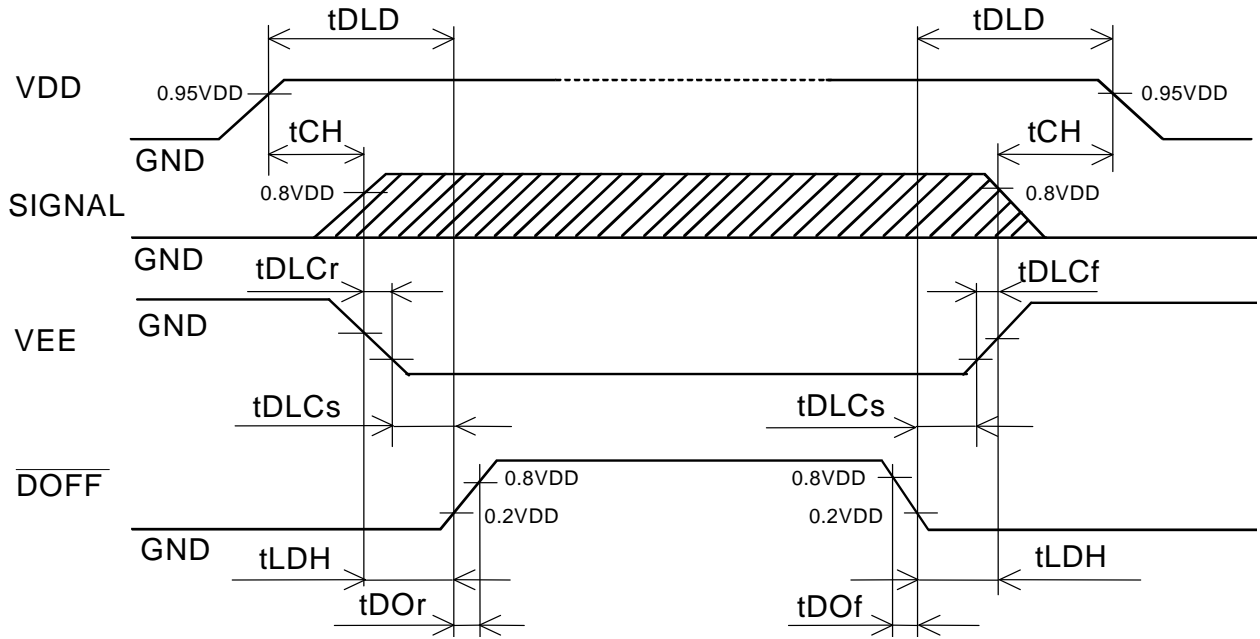 tDLD tDLD
VDD
0.95VDD 0.95VDD
tCH tCH
GND
0.8VDD 0.8VDD
SIGNAL
GND
tDLCr tDLCf
GND
VEE
tDLCs tDLCs
DOFF
0.8VDD 0.8VDD
0.2VDD 0.2VDD
GND
tLDH tLDH
tDOr tDOf